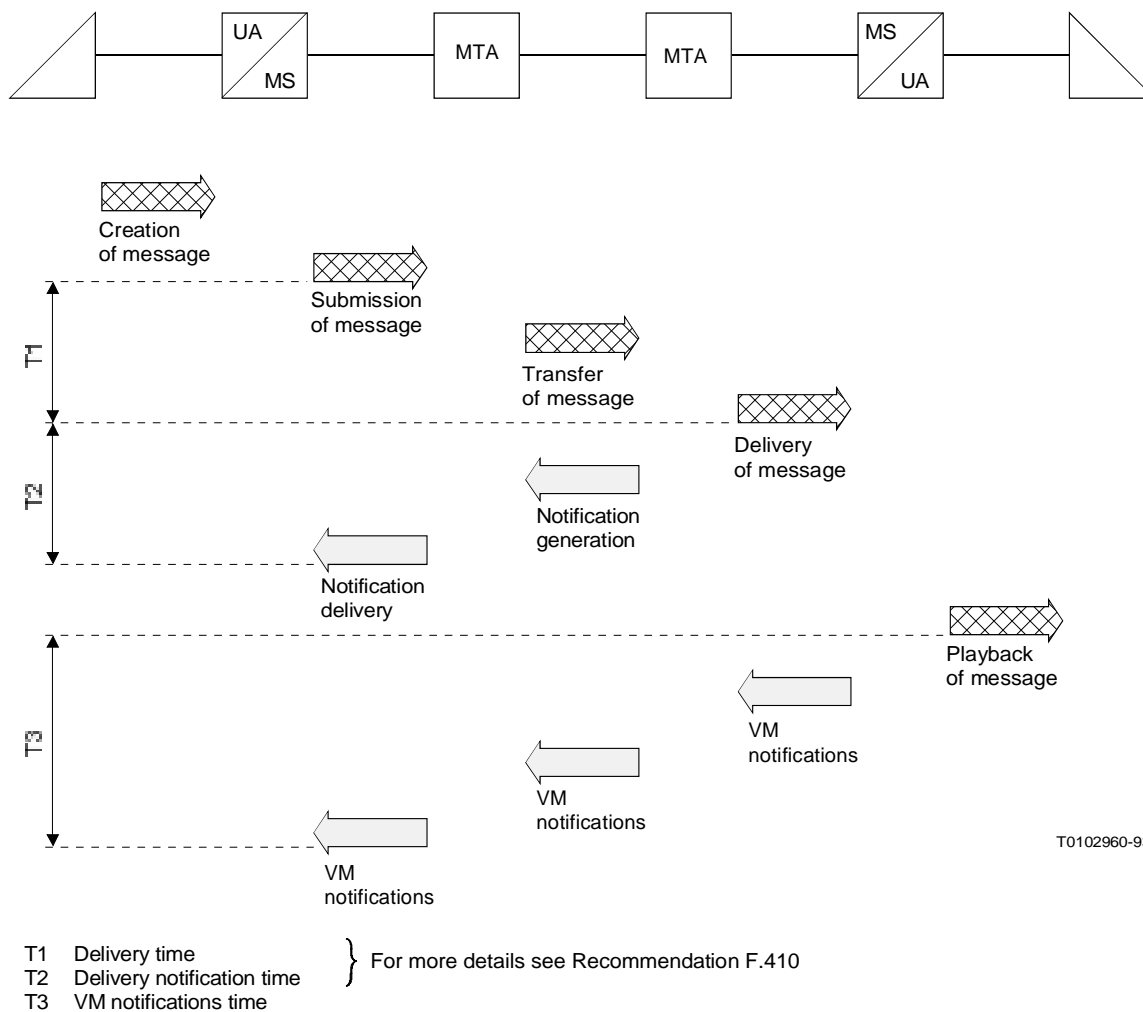 UA
MS
MTA
MTA
MS
UA
Creation
of message
Submission
of message
T1
Transfer
of message
Delivery
of message
T2
Notification
generation
Notification
delivery
Playback
of message
T3
VM
notifications
VM
notifications
VM
notifications
T0102960-9
T1 Delivery time
T2 Delivery notification time
} For more details see Recommendation F.410
T3 VM notifications time